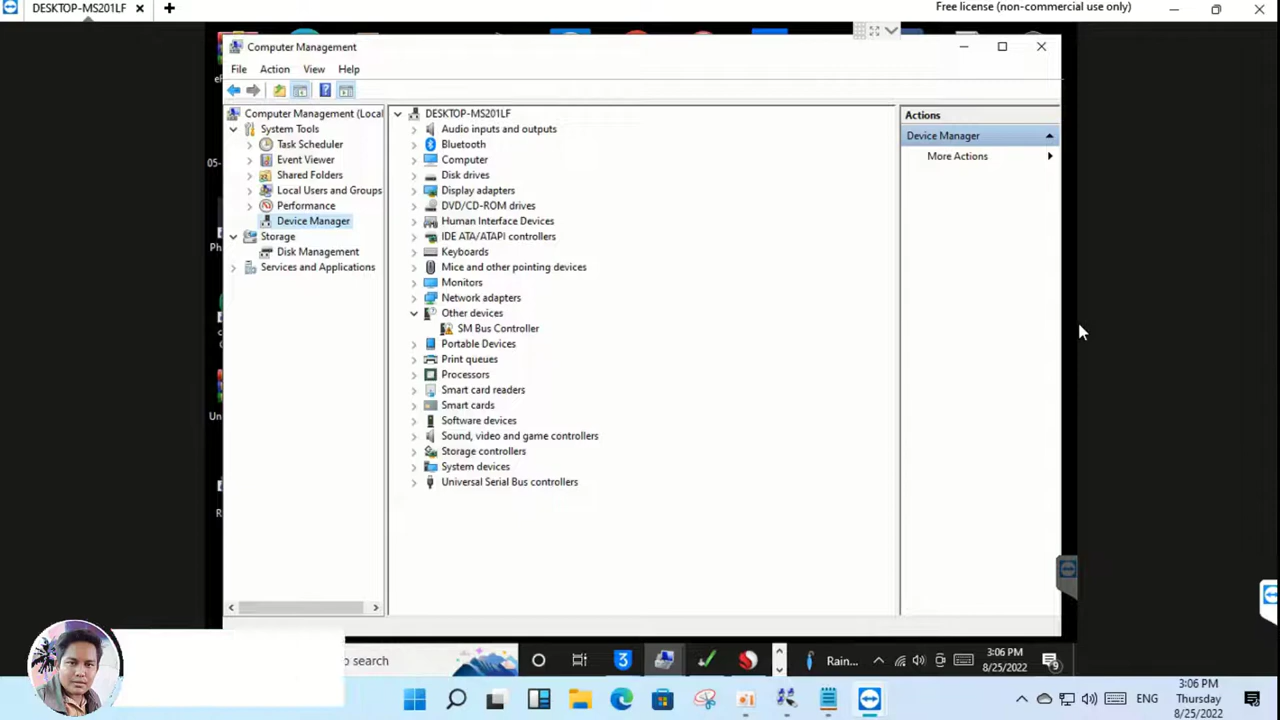 DESKTOP-MS201LF
Free license (non-commercial use only)
Computer Management
File Action View Help
Computer Management (Local
System Tools
Task Scheduler
Event Viewer
Shared Folders
Local Users and Groups
Performance
Device Manager
Storage
Disk Management
Services and Applications
DESKTOP-MS201LF
Audio inputs and outputs
Bluetooth
Computer
Disk drives
Display adapters
DVD/CD-ROM drives
Human Interface Devices
IDE ATA/ATAPI controllers
Keyboards
Mice and other pointing devices
Monitors
Network adapters
Other devices
SM Bus Controller
Portable Devices
Print queues
Processors
Smart card readers
Smart cards
Software devices
Sound, video and game controllers
Storage controllers
System devices
Universal Serial Bus controllers
Actions
Device Manager
More Actions
05-
Ph
Un
R
o search
Rain...
3:06 PM
8/25/2022
9
ENG
3:06 PM
Thursday
8/25/2022